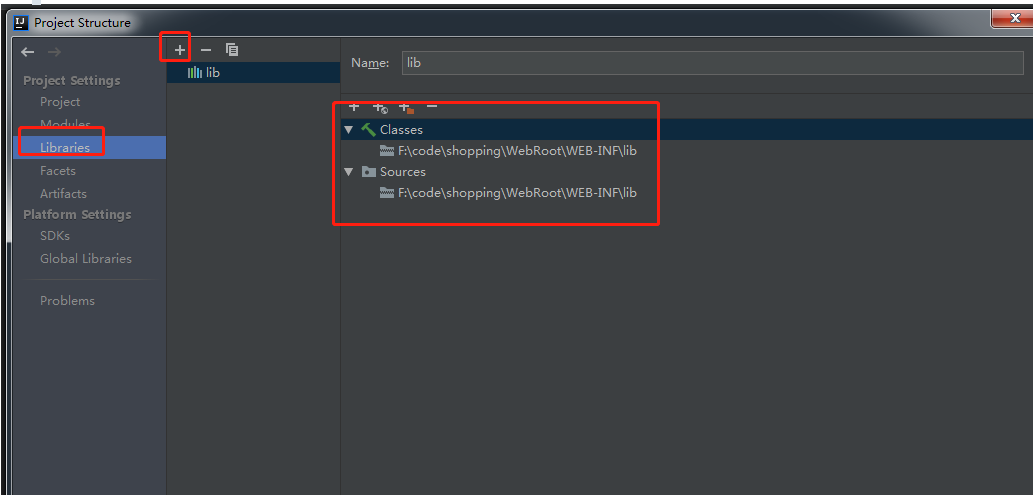 IJ Project Structure
Name: lib
Project Settings
Project
Modules
Libraries
Facets
Artifacts
Platform Settings
SDKs
Global Libraries
Problems
lib
Classes
F:\code\shopping\WebRoot\WEB-INF\lib
Sources
F:\code\shopping\WebRoot\WEB-INF\lib